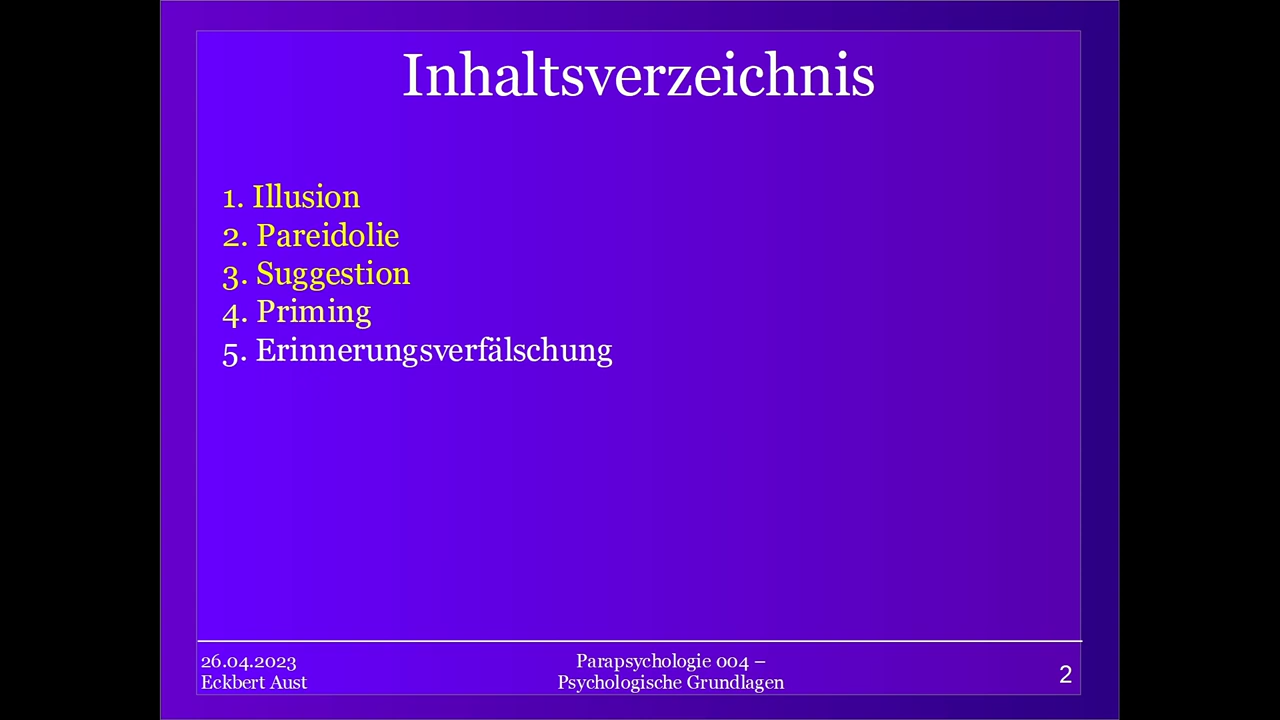 Inhaltsverzeichnis
1. Illusion
2. Pareidolie
3. Suggestion
4. Priming
5. Erinnerungsverfälschung
26.04.2023
Eckbert Aust
Parapsychologie 004 –
Psychologische Grundlagen
2